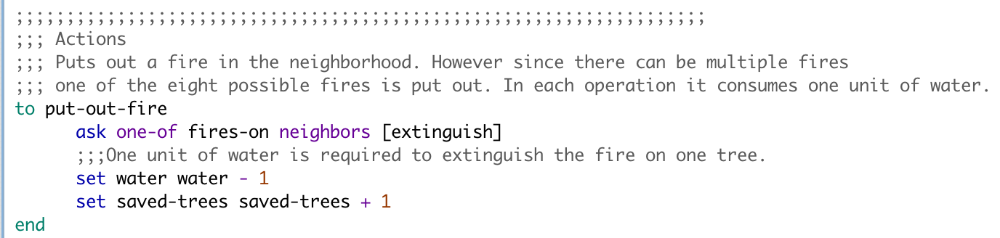 ;;;;;;;;;;;;;;;;;;;;;;;;;;;;;;;;;;;;;;;;;;;;;;;;;;;;;;;;;;;;;;;;;;;;
;;; Actions
;;; Puts out a fire in the neighborhood. However since there can be multiple fires
;;; one of the eight possible fires is put out. In each operation it consumes one unit of water.
to put-out-fire
      ask one-of fires-on neighbors [extinguish]
      ;;;One unit of water is required to extinguish the fire on one tree.
      set water water - 1
      set saved-trees saved-trees + 1
end